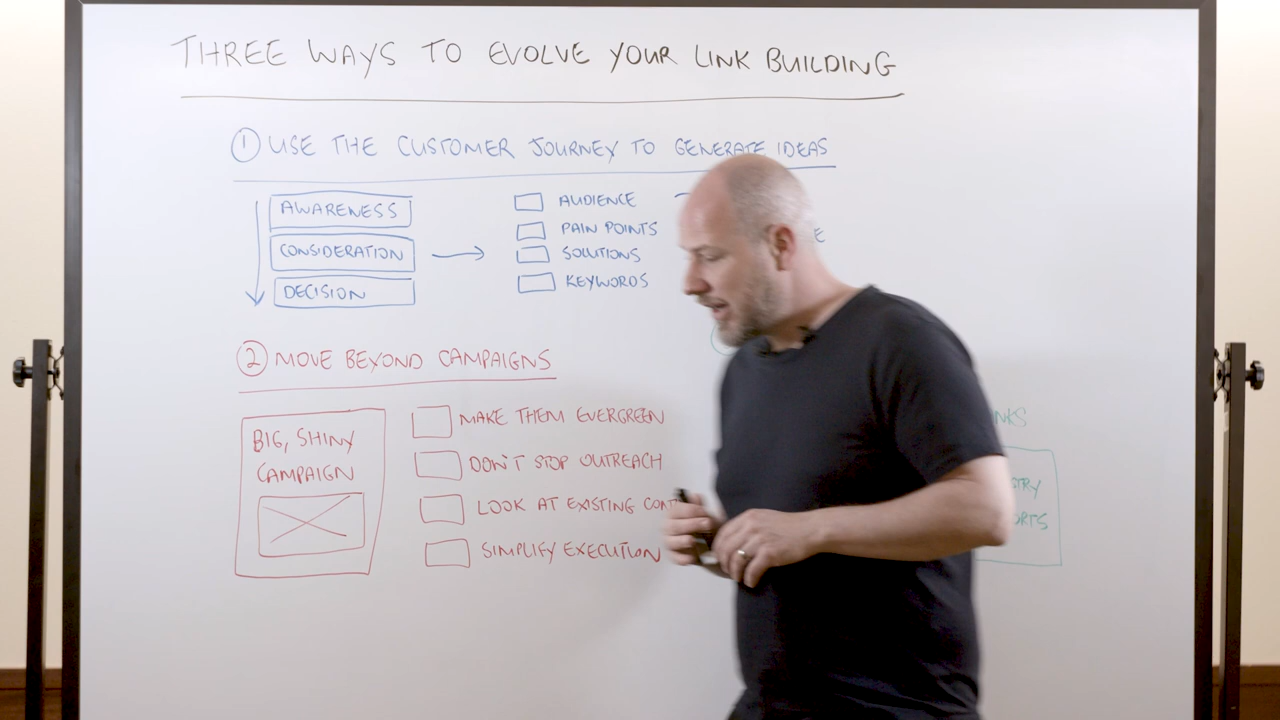 THREE WAYS TO EVOLVE YOUR LINK BUILDING
① USE THE CUSTOMER JOURNEY TO GENERATE IDEAS
AWARENESS
CONSIDERATION
DECISION
AUDIENCE
PAIN POINTS
SOLUTIONS
KEYWORDS
② MOVE BEYOND CAMPAIGNS
BIG, SHINY
CAMPAIGN
MAKE THEM EVERGREEN
DON'T STOP OUTREACH
LOOK AT EXISTING
SIMPLIFY EXECUTION